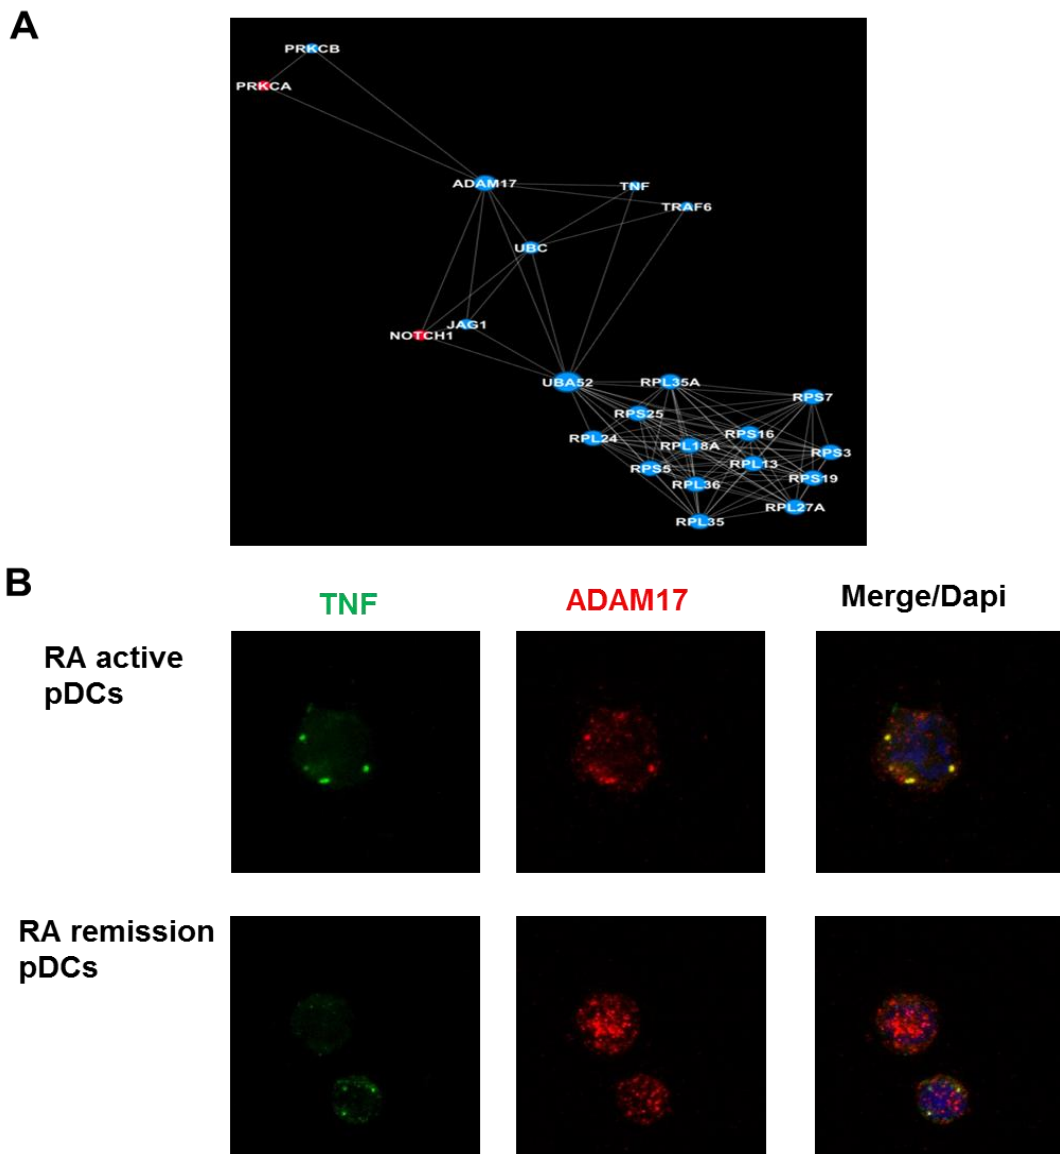 A
PRKCB
PRKCA
ADAM17
TNF
TRAF6
UBC
JAG1
NOTCH1
UBA52
RPL35A
RPS7
RPS25
RPL24
RPS16
RPL18A
RPS3
RPS5
RPL13
RPL36
RPS19
RPL27A
RPL35
B
TNF
ADAM17
Merge/Dapi
RA active
pDCs
RA remission
pDCs